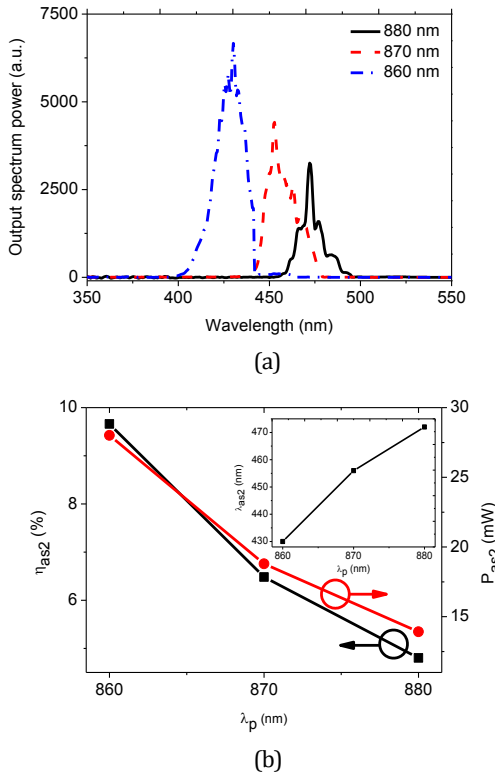 880 nm
870 nm
860 nm
Output spectrum power (a.u.)
7500
5000
2500
0
350 400 450 500 550
Wavelength (nm)
(a)
10
8
6
η_as2 (%)
30
25
20
15
P_as2 (mW)
470
460
450
440
430
λ_as2 (nm)
860 870 880
λ_p (nm)
860 870 880
λ_p (nm)
(b)